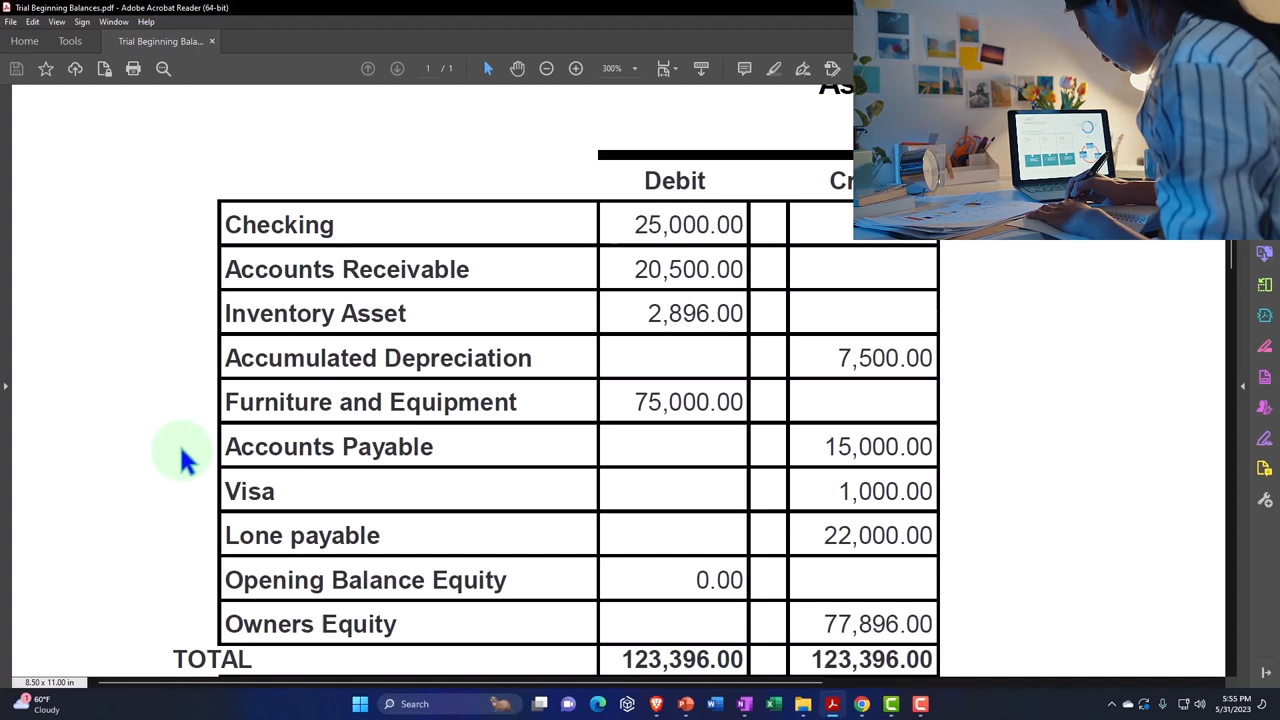 Trial Beginning Balances.pdf - Adobe Acrobat Reader (64-bit)
File Edit View Sign Window Help
Home Tools Trial Beginning Bala... ×
1 / 1 300%
Debit
Checking 25,000.00
Accounts Receivable 20,500.00
Inventory Asset 2,896.00
Accumulated Depreciation 7,500.00
Furniture and Equipment 75,000.00
Accounts Payable 15,000.00
Visa 1,000.00
Lone payable 22,000.00
Opening Balance Equity 0.00
Owners Equity 77,896.00
TOTAL 123,396.00 123,396.00
8.50 x 11.00 in
1
60°F
Cloudy
Search
5:55 PM
5/31/2023